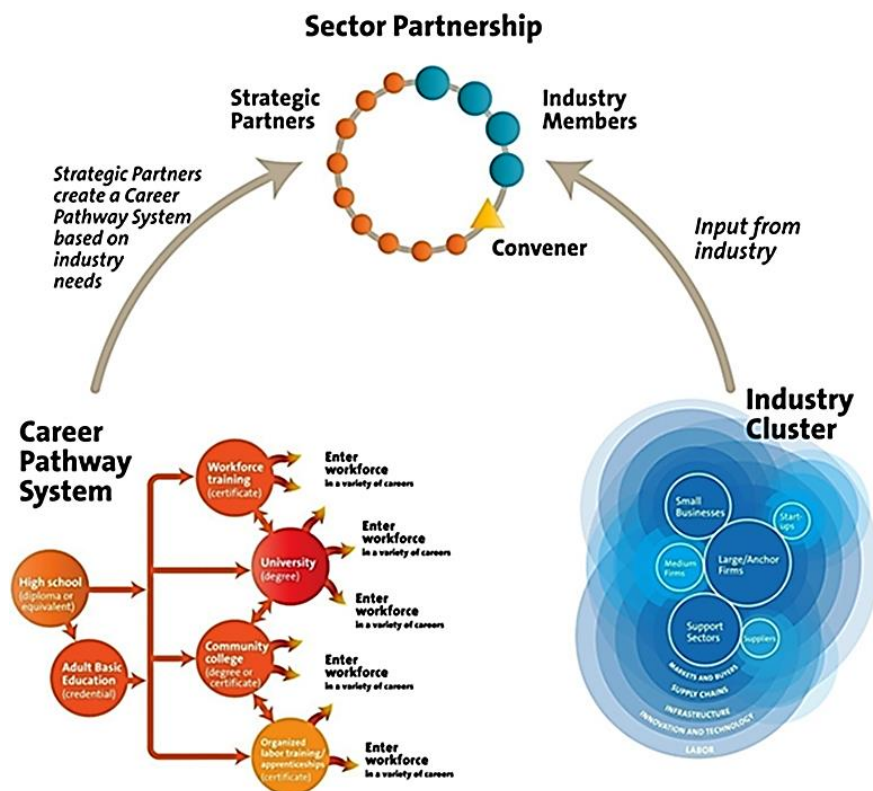 Sector Partnership
Strategic
Partners
Industry
Members
Convener
Strategic Partners
create a Career
Pathway System
based on
industry
needs
Input from
industry
Career
Pathway
System
Workforce
training
(certificate)
Enter
workforce
in a variety of careers
University
(degree)
Enter
workforce
in a variety of careers
High school
(diploma or
equivalent)
Enter
workforce
in a variety of careers
Adult Basic
Education
(credential)
Community
college
(degree or
certificate)
Enter
workforce
in a variety of careers
Organized
labor training/
apprenticeships
(certificate)
Enter
workforce
in a variety of careers
Industry
Cluster
Small
Businesses
Start-
ups
Medium
Firms
Large/Anchor
Firms
Support
Sectors
Suppliers
MARKETS AND BUYERS
SUPPLY CHAINS
INFRASTRUCTURE
INNOVATION AND TECHNOLOGY
LABOR